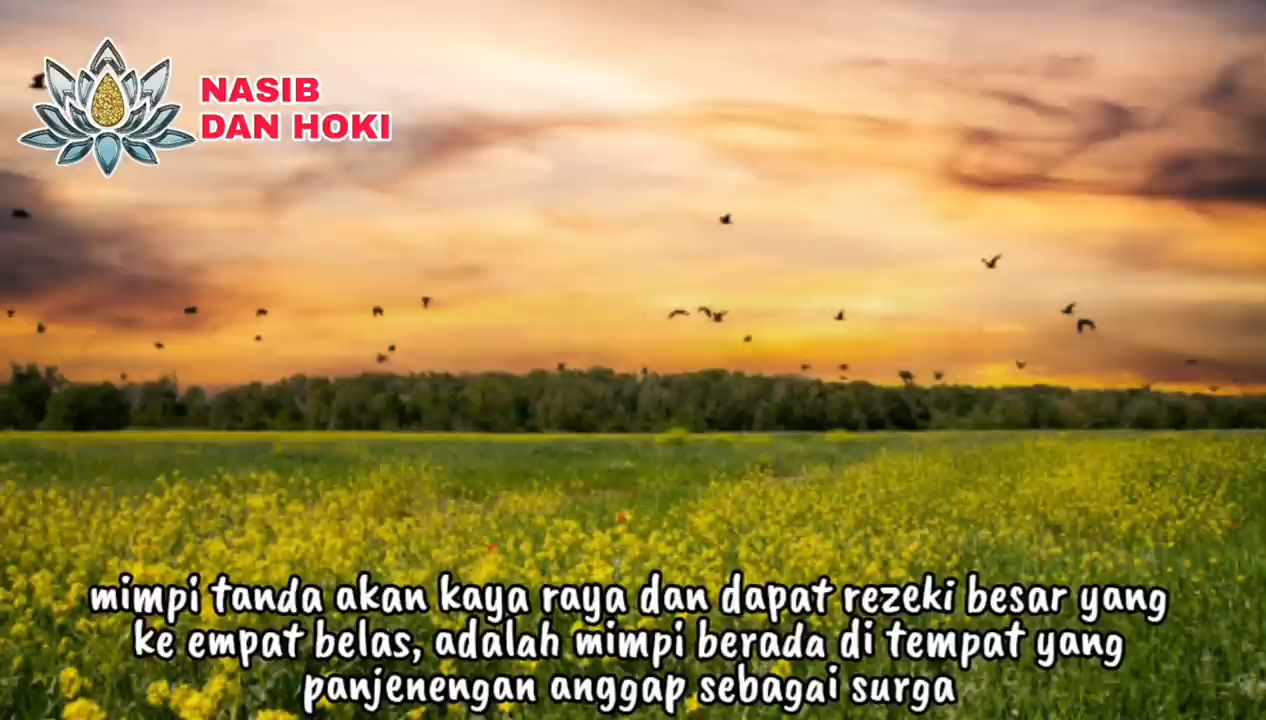 NASIB
DAN HOKI
mimpi tanda akan kaya raya dan dapat rezeki besar yang
ke empat belas, adalah mimpi berada di tempat yang
panjenengan anggap sebagai surga